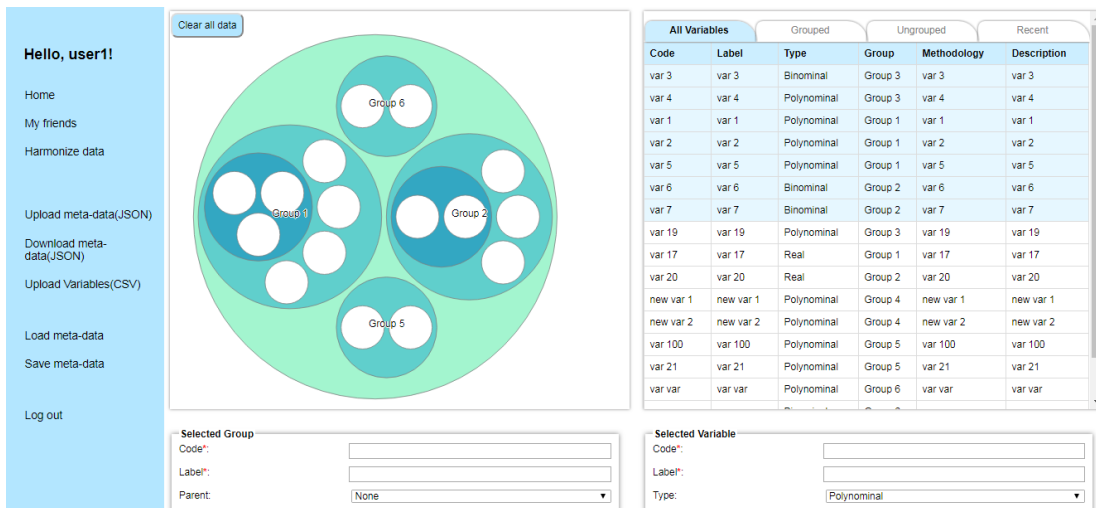 Hello, user1!
Home
My friends
Harmonize data
Upload meta-data(JSON)
Download meta-
data(JSON)
Upload Variables(CSV)
Load meta-data
Save meta-data
Log out
Clear all data
Group 6
Group 1
Group 2
Group 5
All Variables Grouped Ungrouped Recent
Code Label Type Group Methodology Description
var 3 var 3 Binominal Group 3 var 3 var 3
var 4 var 4 Polynominal Group 3 var 4 var 4
var 1 var 1 Polynominal Group 1 var 1 var 1
var 2 var 2 Polynominal Group 1 var 2 var 2
var 5 var 5 Polynominal Group 1 var 5 var 5
var 6 var 6 Binominal Group 2 var 6 var 6
var 7 var 7 Binominal Group 2 var 7 var 7
var 19 var 19 Polynominal Group 3 var 19 var 19
var 17 var 17 Real Group 1 var 17 var 17
var 20 var 20 Real Group 2 var 20 var 20
new var 1 new var 1 Polynominal Group 4 new var 1 new var 1
new var 2 new var 2 Polynominal Group 4 new var 2 new var 2
var 100 var 100 Polynominal Group 5 var 100 var 100
var 21 var 21 Polynominal Group 5 var 21 var 21
var var var var Polynominal Group 6 var var var var
Selected Group
Code*:
Label*:
Parent: None
Selected Variable
Code*:
Label*:
Type: Polynominal